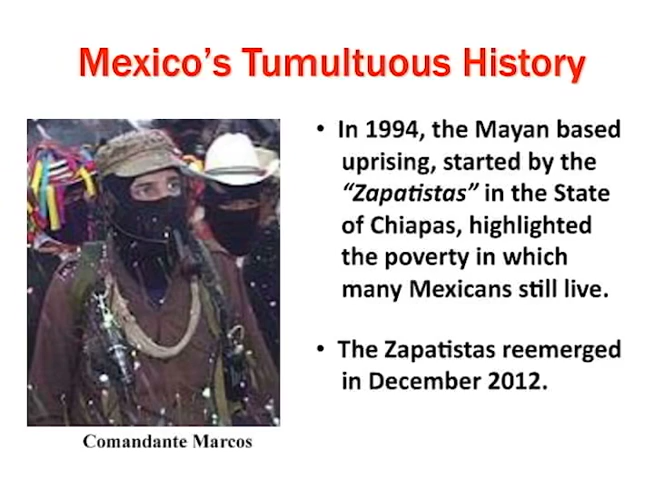 Mexico's Tumultuous History
• In 1994, the Mayan based
uprising, started by the
“Zapatistas” in the State
of Chiapas, highlighted
the poverty in which
many Mexicans still live.
• The Zapatistas reemerged
in December 2012.
Comandante Marcos